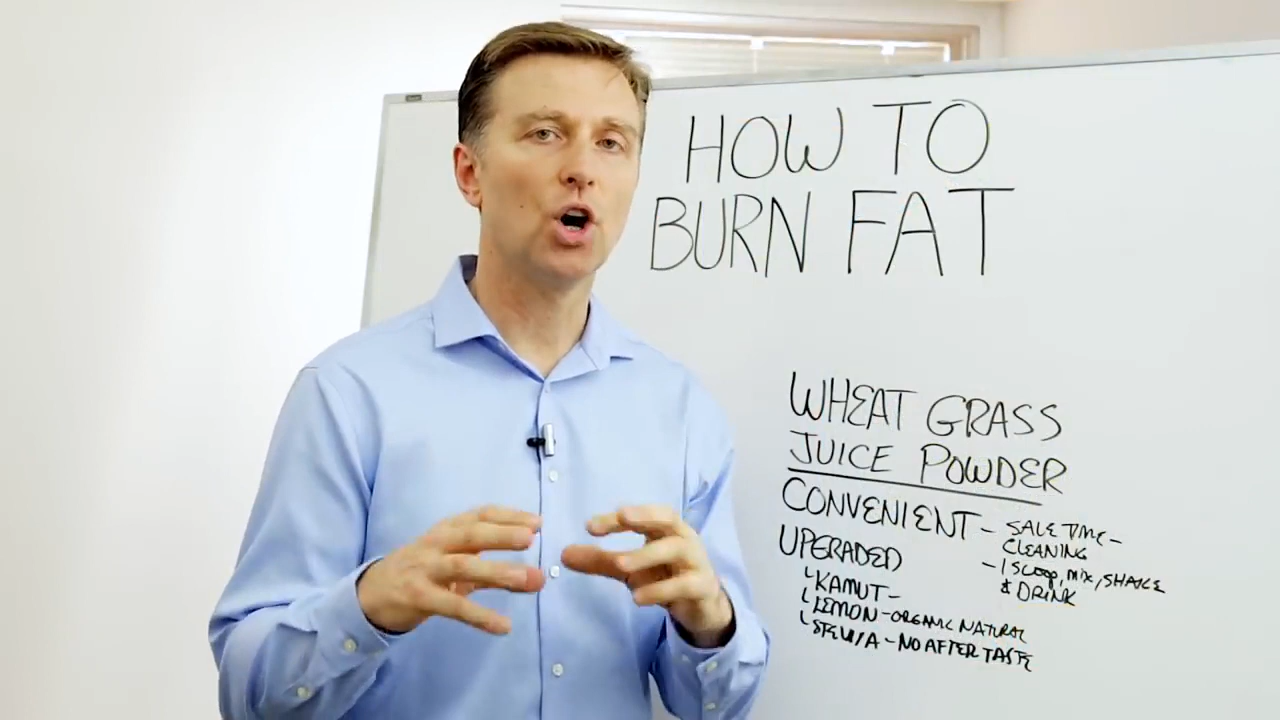 HOW TO
BURN FAT
WHEAT GRASS
JUICE POWDER
CONVENIENT - SALE TIME -
CLEANING
- 1 SCOOP, MIX, SHAKE
& DRINK
UPGRADED
KAMUT -
LEMON - ORGANIC NATURAL
STEVIA - NO AFTER TASTE